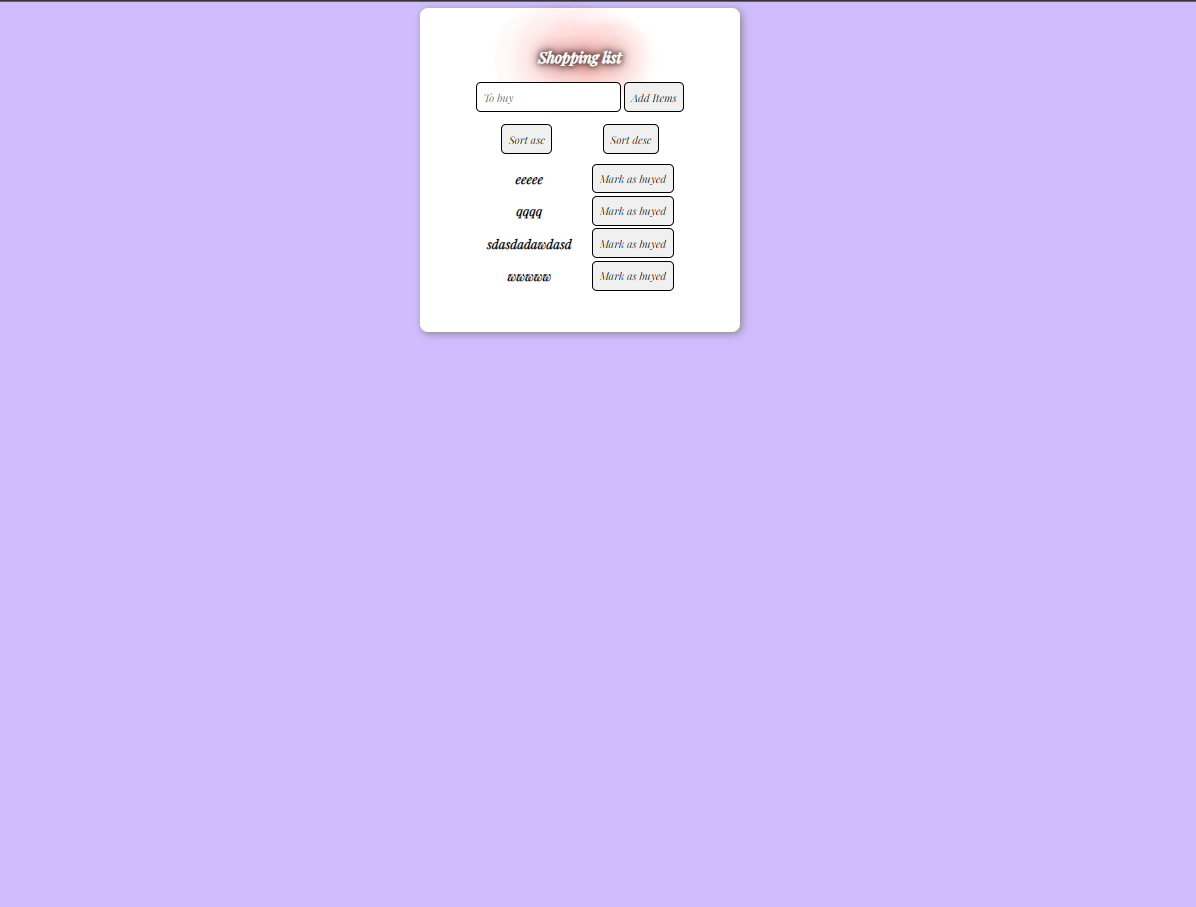 Shopping list
To buy Add Items
Sort asc Sort desc
eeeee Mark as buyed
qqqq Mark as buyed
sdasdadawdasd Mark as buyed
wwwww Mark as buyed